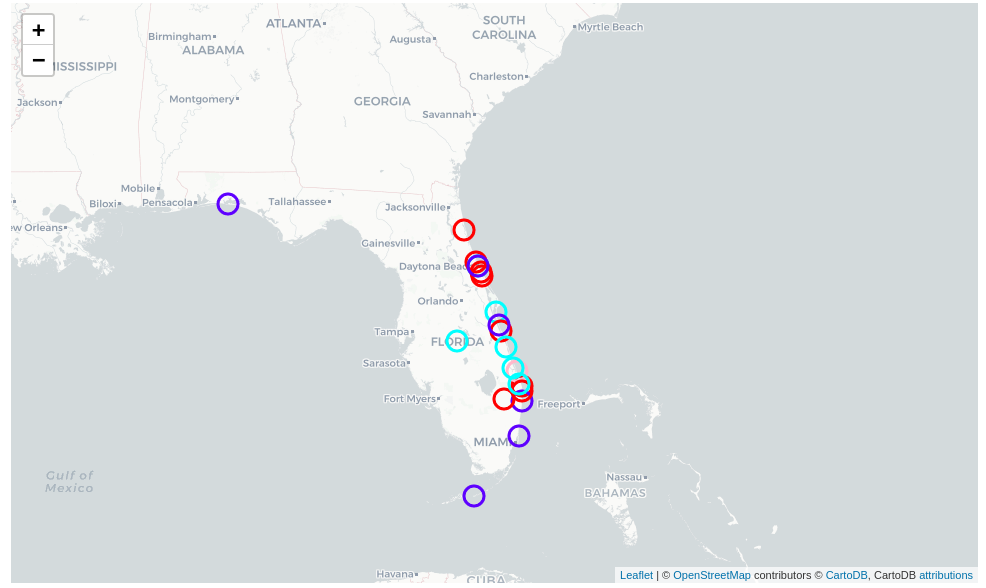 +
−
ATLANTA
SOUTH
CAROLINA
Myrtle Beach
Birmingham
Augusta
ALABAMA
MISSISSIPPI
Charleston
Jackson
Montgomery
GEORGIA
Savannah
Mobile
Biloxi
Pensacola
Tallahassee
Jacksonville
ew Orleans
Gainesville
Daytona Beac
Orlando
Tampa
FLORIDA
Sarasota
Fort Myers
Freeport
MIAMI
Gulf of
Mexico
Nassau
BAHAMAS
Havana
CUBA
Leaflet | © OpenStreetMap contributors © CartoDB, CartoDB attributions